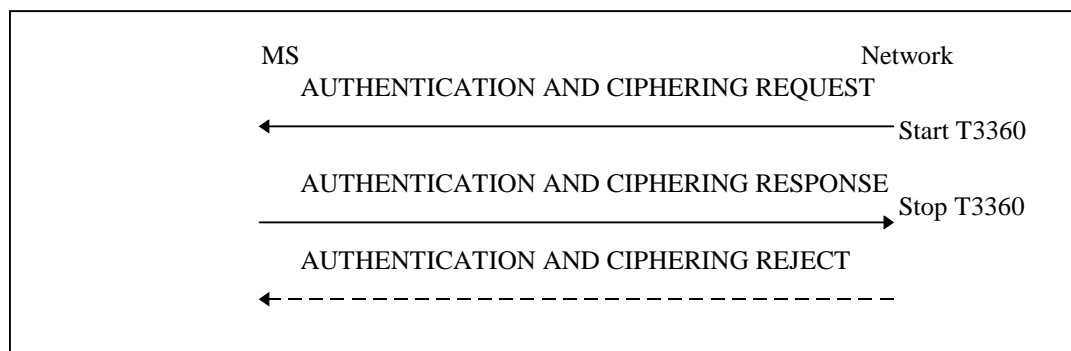 MS Network
AUTHENTICATION AND CIPHERING REQUEST
Start T3360
AUTHENTICATION AND CIPHERING RESPONSE
Stop T3360
AUTHENTICATION AND CIPHERING REJECT